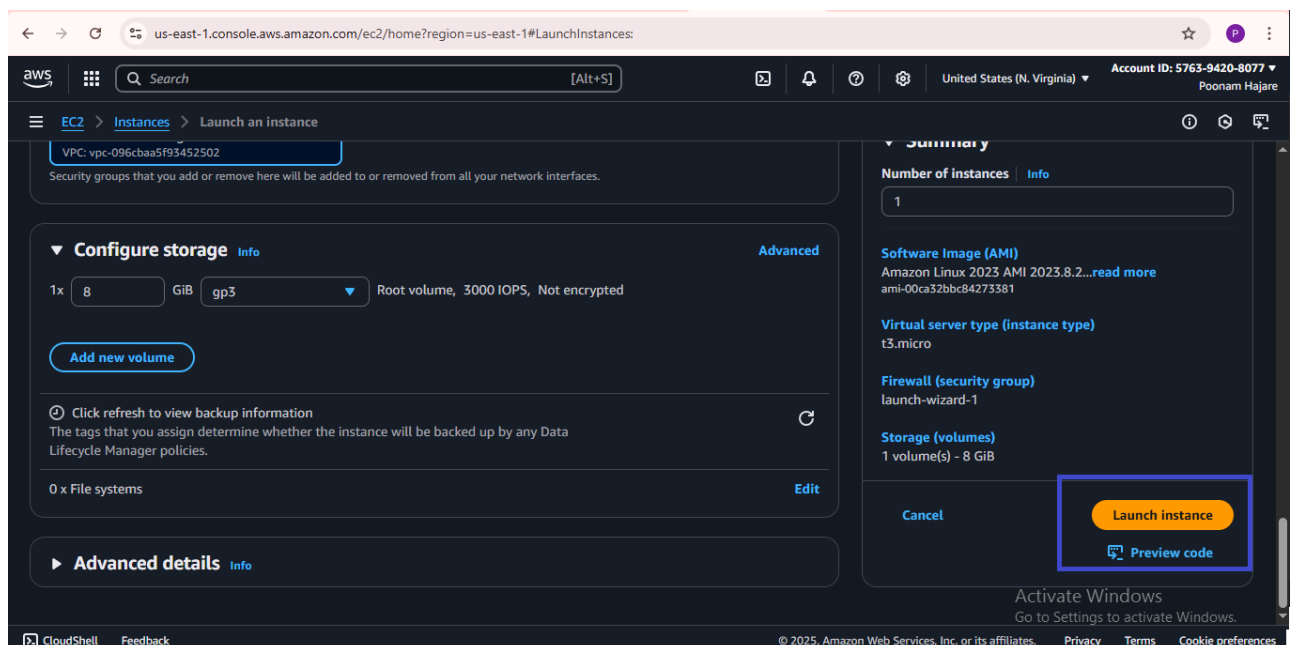 us-east-1.console.aws.amazon.com/ec2/home?region=us-east-1#LaunchInstances:
P
aws
Search
[Alt+S]
United States (N. Virginia)
Account ID: 5763-9420-8077
Poonam Hajare
EC2 > Instances > Launch an instance
VPC: vpc-096cbaa5f93452502
Security groups that you add or remove here will be added to or removed from all your network interfaces.
Configure storage Info
Advanced
1x 8 GiB gp3 Root volume, 3000 IOPS, Not encrypted
Add new volume
Click refresh to view backup information
The tags that you assign determine whether the instance will be backed up by any Data
Lifecycle Manager policies.
0 x File systems
Edit
Advanced details Info
Summary
Number of instances Info
1
Software Image (AMI)
Amazon Linux 2023 AMI 2023.8.2...read more
ami-00ca32bbc84273381
Virtual server type (instance type)
t3.micro
Firewall (security group)
launch-wizard-1
Storage (volumes)
1 volume(s) - 8 GiB
Cancel
Launch instance
Preview code
Activate Windows
Go to Settings to activate Windows.
CloudShell Feedback
© 2025, Amazon Web Services, Inc. or its affiliates. Privacy Terms Cookie preferences